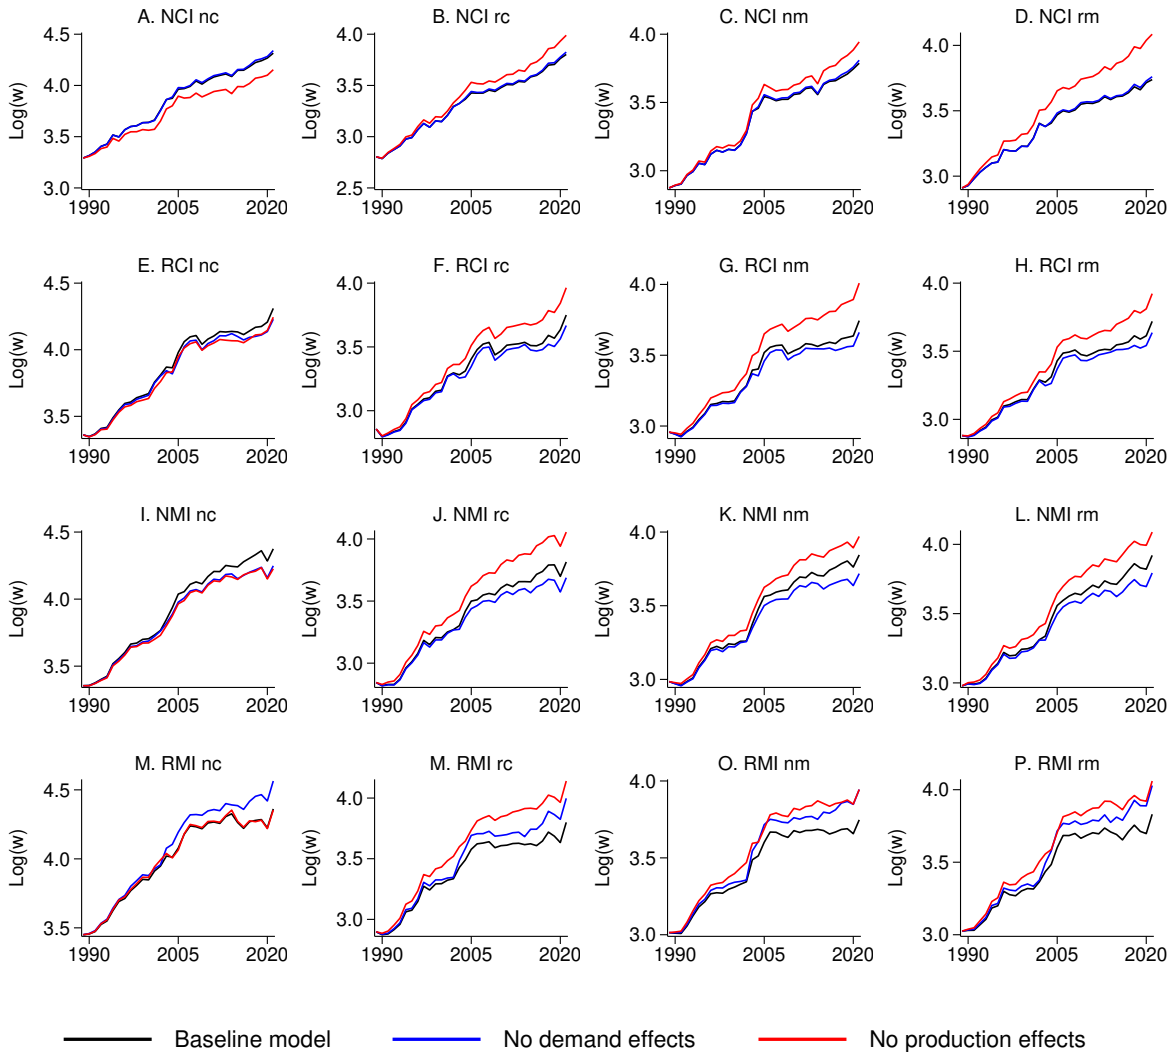 A. NCI nc
B. NCI rc
C. NCI nm
D. NCI rm
Log(w)
4.5
4.0
3.5
3.0
1990 2005 2020
Log(w)
4.0
3.5
3.0
2.5
1990 2005 2020
Log(w)
4.0
3.5
3.0
1990 2005 2020
Log(w)
4.0
3.5
3.0
1990 2005 2020
E. RCI nc
F. RCI rc
G. RCI nm
H. RCI rm
Log(w)
4.5
4.0
3.5
1990 2005 2020
Log(w)
4.0
3.5
3.0
1990 2005 2020
Log(w)
4.0
3.5
3.0
1990 2005 2020
Log(w)
4.0
3.5
3.0
1990 2005 2020
I. NMI nc
J. NMI rc
K. NMI nm
L. NMI rm
Log(w)
4.5
4.0
3.5
1990 2005 2020
Log(w)
4.0
3.5
3.0
1990 2005 2020
Log(w)
4.0
3.5
3.0
1990 2005 2020
Log(w)
4.0
3.5
3.0
1990 2005 2020
M. RMI nc
M. RMI rc
O. RMI nm
P. RMI rm
Log(w)
4.5
4.0
3.5
1990 2005 2020
Log(w)
4.0
3.5
3.0
1990 2005 2020
Log(w)
4.0
3.5
3.0
1990 2005 2020
Log(w)
4.0
3.5
3.0
1990 2005 2020
Baseline model No demand effects No production effects